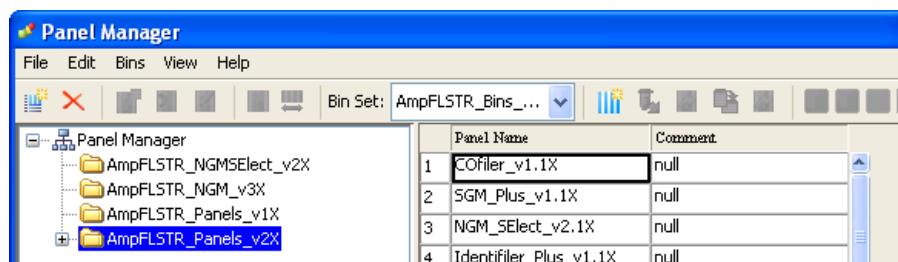 Panel Manager
File Edit Bins View Help
Bin Set: AmpFLSTR_Bins_...
Panel Manager
AmpFLSTR_NGMSElect_v2X
AmpFLSTR_NGM_v3X
AmpFLSTR_Panels_v1X
AmpFLSTR_Panels_v2X
Panel Name Comment
1 COfiler_v1.1X null
2 SGM_Plus_v1.1X null
3 NGM_SElect_v2.1X null
4 Identifiler_Plus_v1.1X null